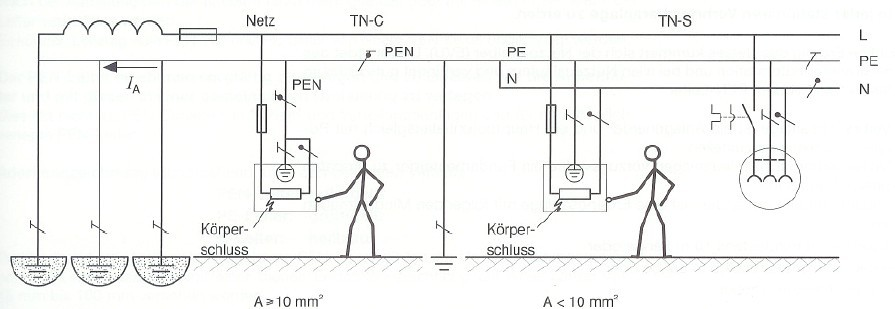 Netz TN-C TN-S
L
PEN PE PE
I_A PEN N N
Körper-
schluss
Körper-
schluss
A ≥ 10 mm² A < 10 mm²